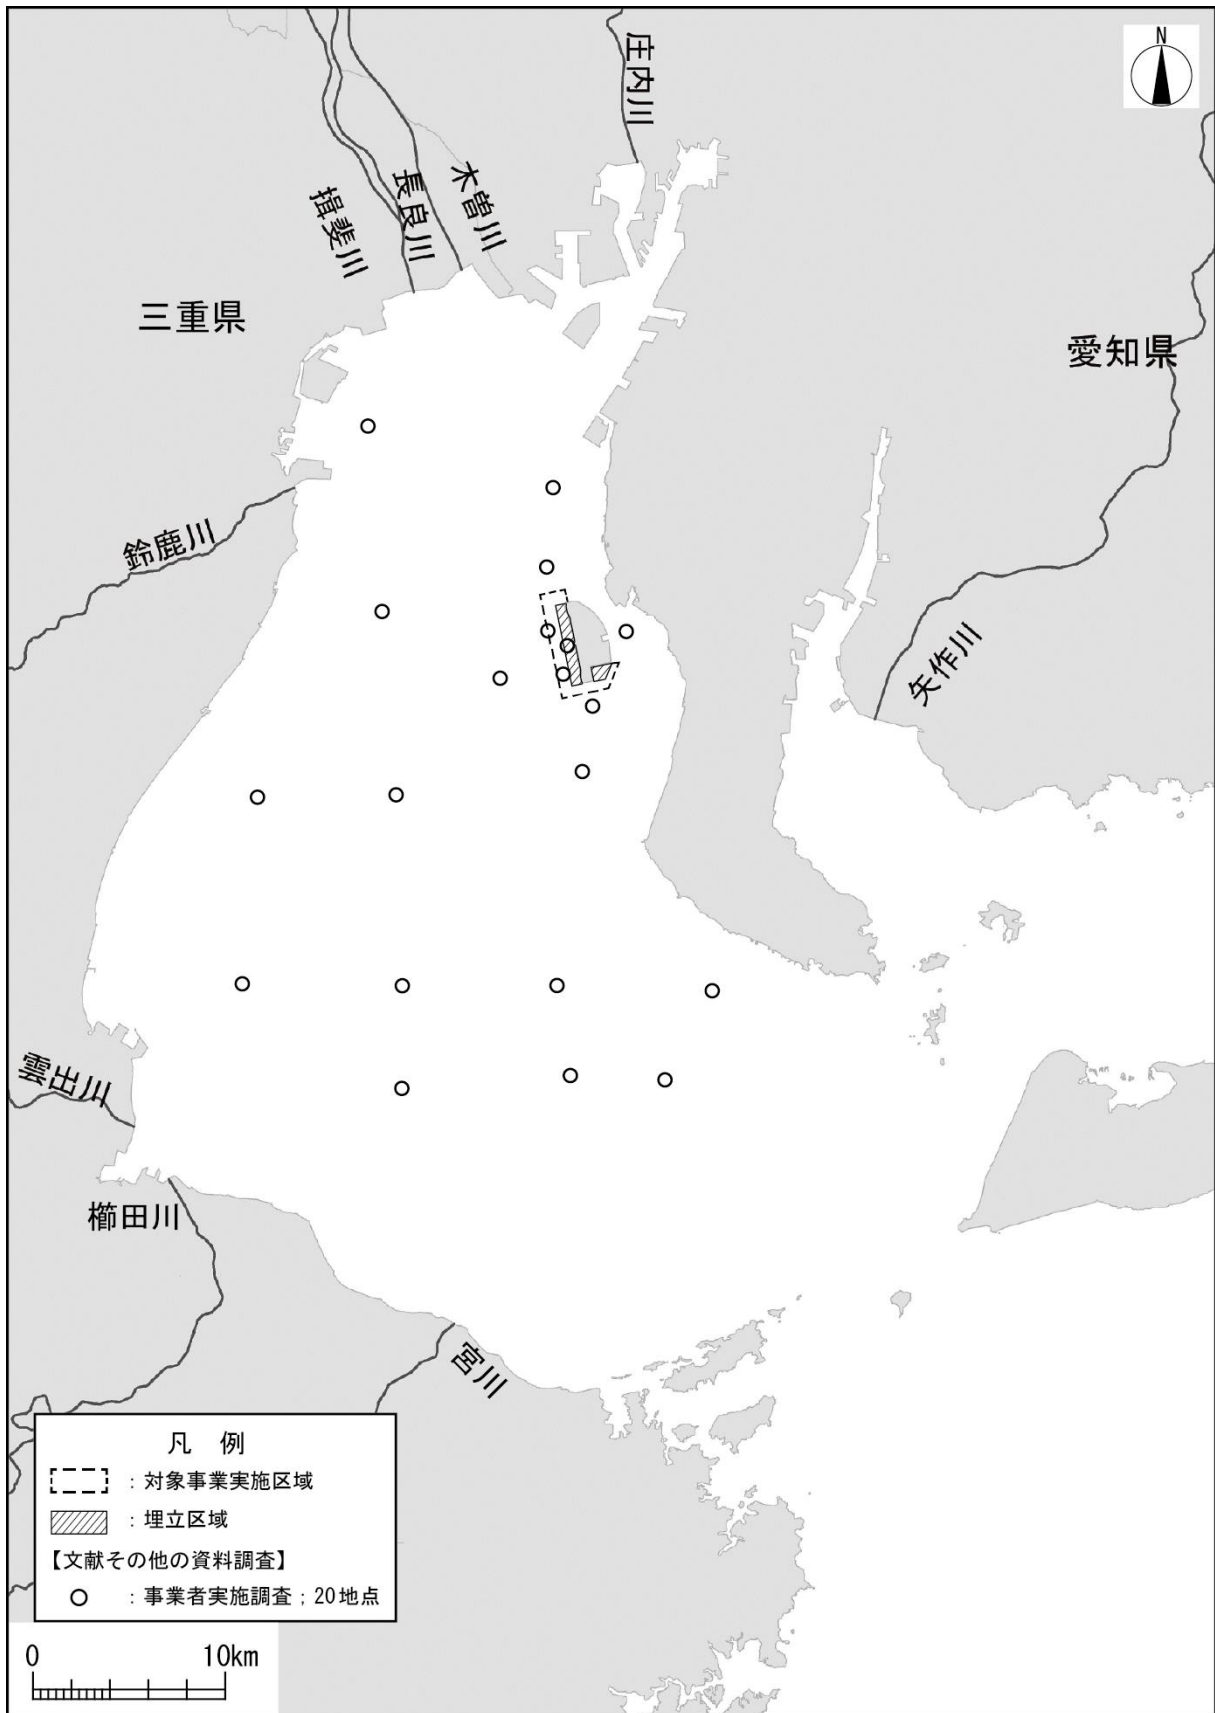 N
庄内川
木曽川
長良川
揖斐川
三重県
愛知県
鈴鹿川
矢作川
雲出川
櫛田川
宮川
凡 例
：対象事業実施区域
：埋立区域
【文献その他の資料調査】
：事業者実施調査；20地点
0 10km